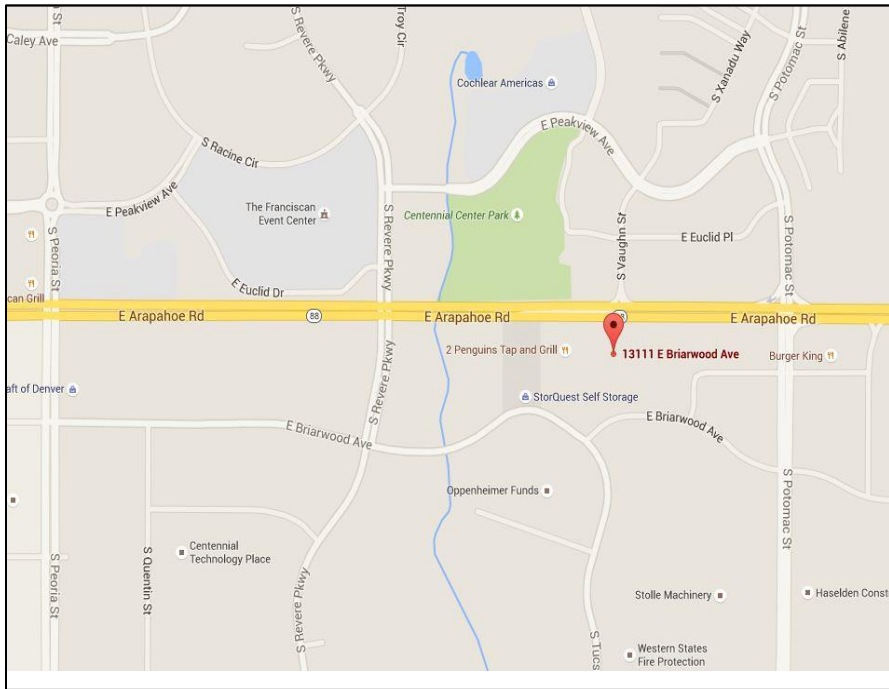 Caley Ave
S Revere Pkwy
Troy Cir
S Xanadu Way
S Potomac St
S Abilene
Cochlear Americas
E Peakview Ave
S Racine Cir
E Peakview Ave
The Franciscan
Event Center
Centennial Center Park
S Revere Pkwy
S Vaughn St
E Euclid Pl
S Potomac St
S Peoria St
can Grill
E Euclid Dr
E Arapahoe Rd
88
E Arapahoe Rd
E Arapahoe Rd
2 Penguins Tap and Grill
13111 E Briarwood Ave
Burger King
aft of Denver
StorQuest Self Storage
S Revere Pkwy
E Briarwood Ave
E Briarwood Ave
Oppenheimer Funds
S Potomac St
Centennial
Technology Place
S Peoria St
S Quentin St
S Revere Pkwy
Stolle Machinery
Haselden Const
S Tucs
Western States
Fire Protection